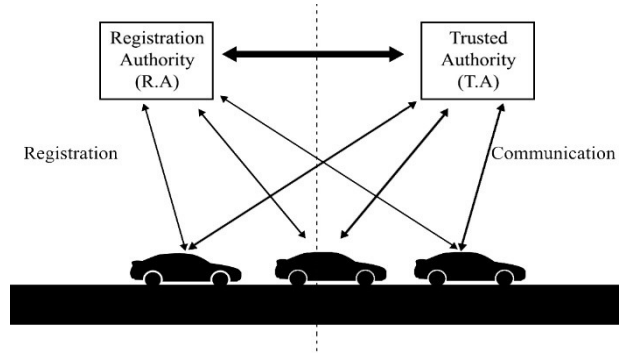 Registration
Authority
(R.A)
Trusted
Authority
(T.A)
Registration
Communication